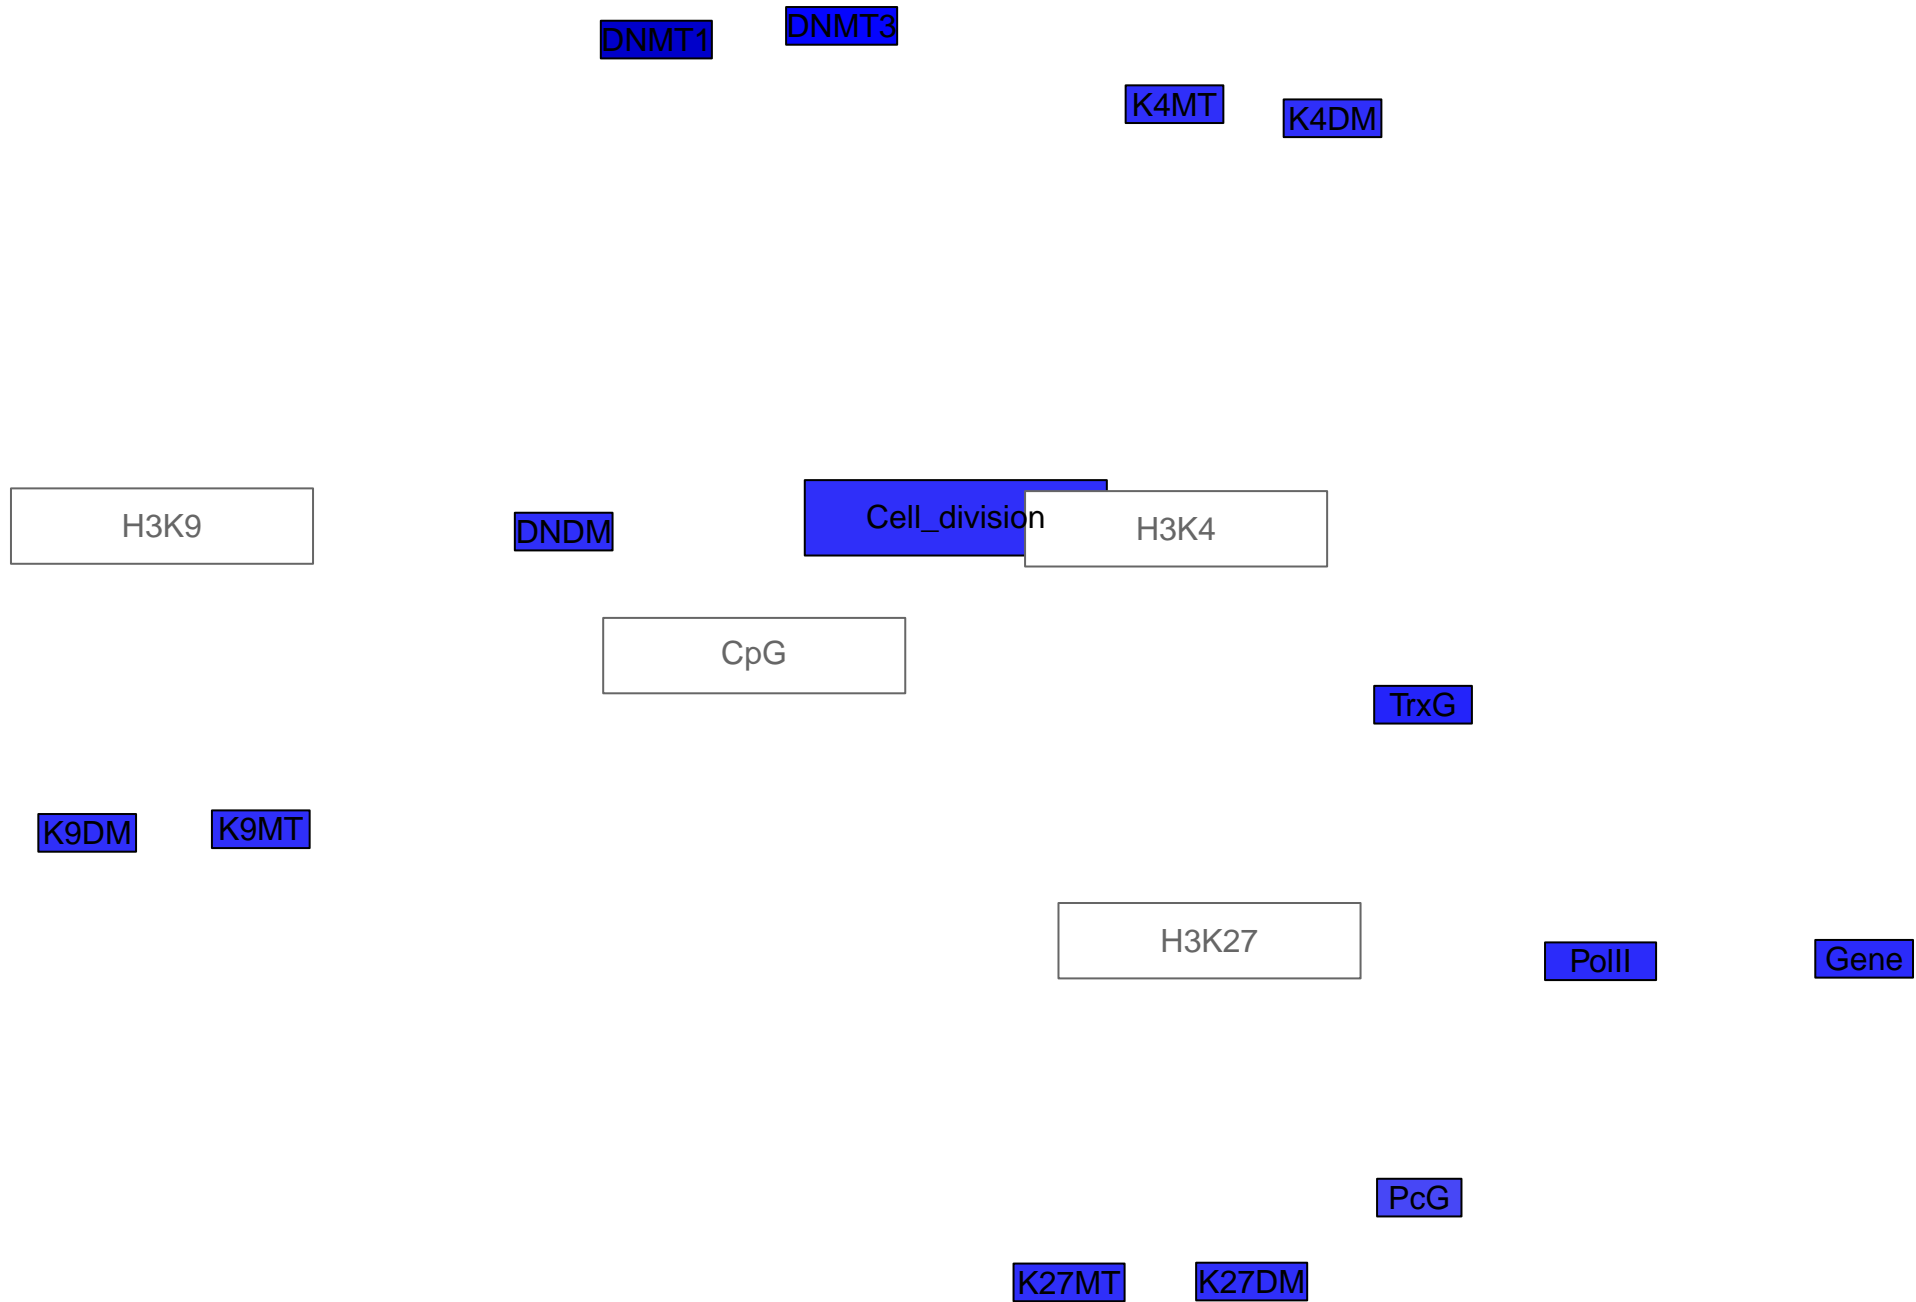 DNMT1
DNMT3
K4MT
K4DM
H3K9
DNDM
Cell_division
H3K4
CpG
TrxG
K9DM
K9MT
H3K27
PolII
Gene
PcG
K27MT
K27DM